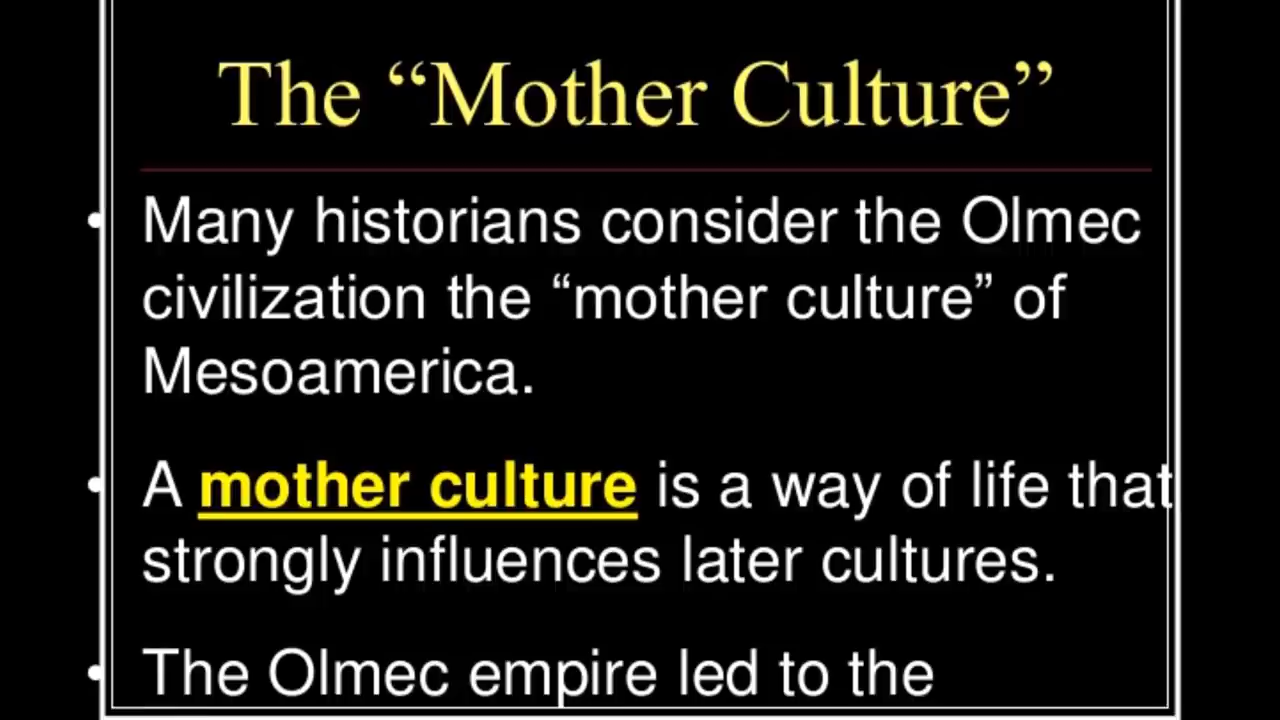 The “Mother Culture”
• Many historians consider the Olmec
civilization the “mother culture” of
Mesoamerica.
• A mother culture is a way of life that
strongly influences later cultures.
• The Olmec empire led to the